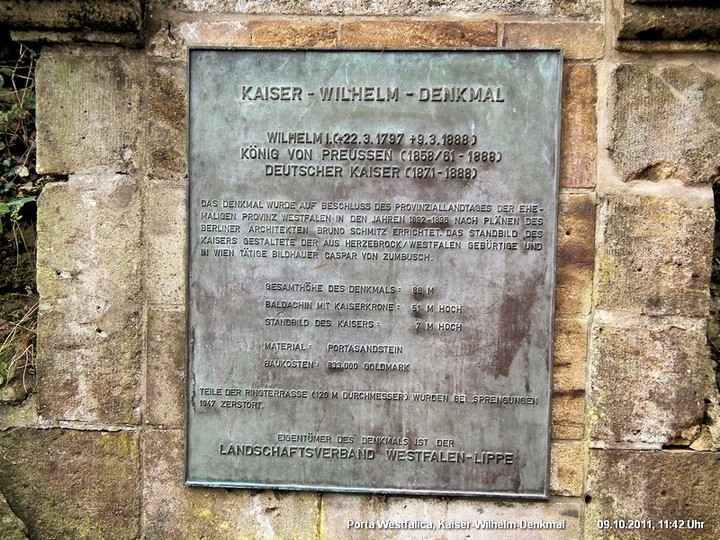 KAISER - WILHELM - DENKMAL
WILHELM I. (*22.3.1797 +9.3.1888)
KÖNIG VON PREUSSEN (1858/61 - 1888)
DEUTSCHER KAISER (1871 - 1888)
DAS DENKMAL WURDE AUF BESCHLUSS DES PROVINZIALLANDTAGES DER EHE-
MALIGEN PROVINZ WESTFALEN IN DEN JAHREN 1892-1896 NACH PLÄNEN DES
BERLINER ARCHITEKTEN BRUNO SCHMITZ ERRICHTET. DAS STANDBILD DES
KAISERS GESTALTETE DER AUS HERZEBROCK/WESTFALEN GEBÜRTIGE UND
IN WIEN TÄTIGE BILDHAUER CASPAR VON ZUMBUSCH.
GESAMTHÖHE DES DENKMALS: 88 M
BALDACHIN MIT KAISERKRONE: 51 M HOCH
STANDBILD DES KAISERS: 7 M HOCH
MATERIAL: PORTASANDSTEIN
BAUKOSTEN: 833.000 GOLDMARK
TEILE DER RINGTERRASSE (120 M DURCHMESSER) WURDEN BEI SPRENGUNGEN
1947 ZERSTÖRT.
EIGENTÜMER DES DENKMALS IST DER
LANDSCHAFTSVERBAND WESTFALEN-LIPPE
Porta Westfalica, Kaiser-Wilhelm-Denkmal 09.10.2011, 11:42 Uhr